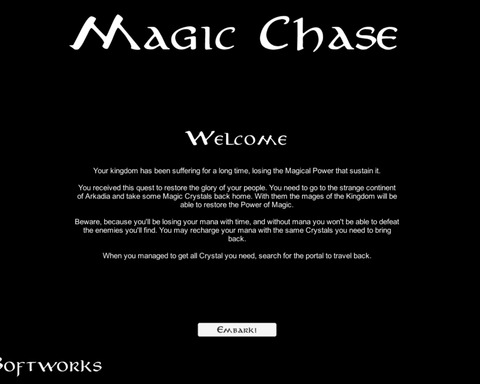 Magic Chase
Welcome
Your kingdom has been suffering for a long time, losing the Magical Power that sustain it.
You received this quest to restore the glory of your people. You need to go to the strange continent
of Arkadia and take some Magic Crystals back home. With them the mages of the Kingdom will be
able to restore the Power of Magic.
Beware, because you'll be losing your mana with time, and without mana you won't be able to defeat
the enemies you'll find. You may recharge your mana with the same Crystals you need to bring
back.
When you managed to get all Crystal you need, search for the portal to travel back.
Embark!
Softworks